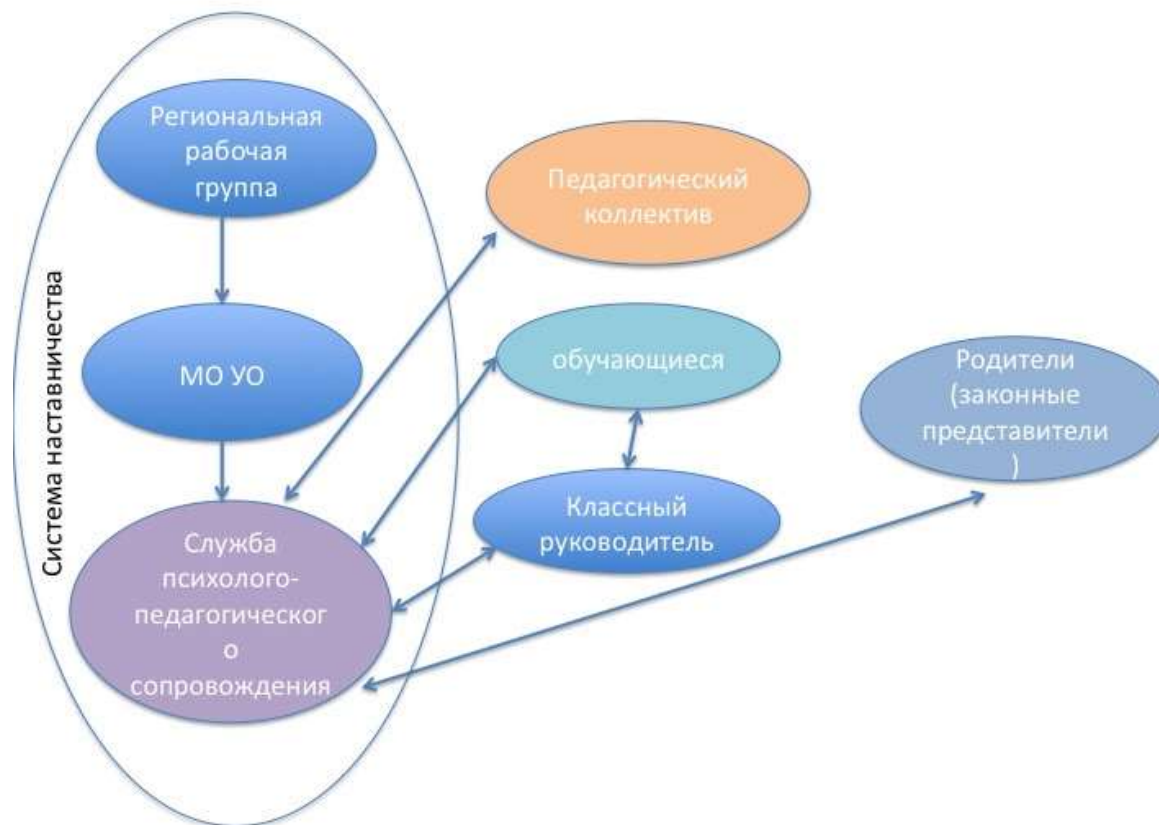 Региональная
рабочая
группа
МО УО
Служба
психолого-
педагогическог
о
сопровождения
Система наставничества
Педагогический
коллектив
обучающиеся
Классный
руководитель
Родители
(законные
представители
)